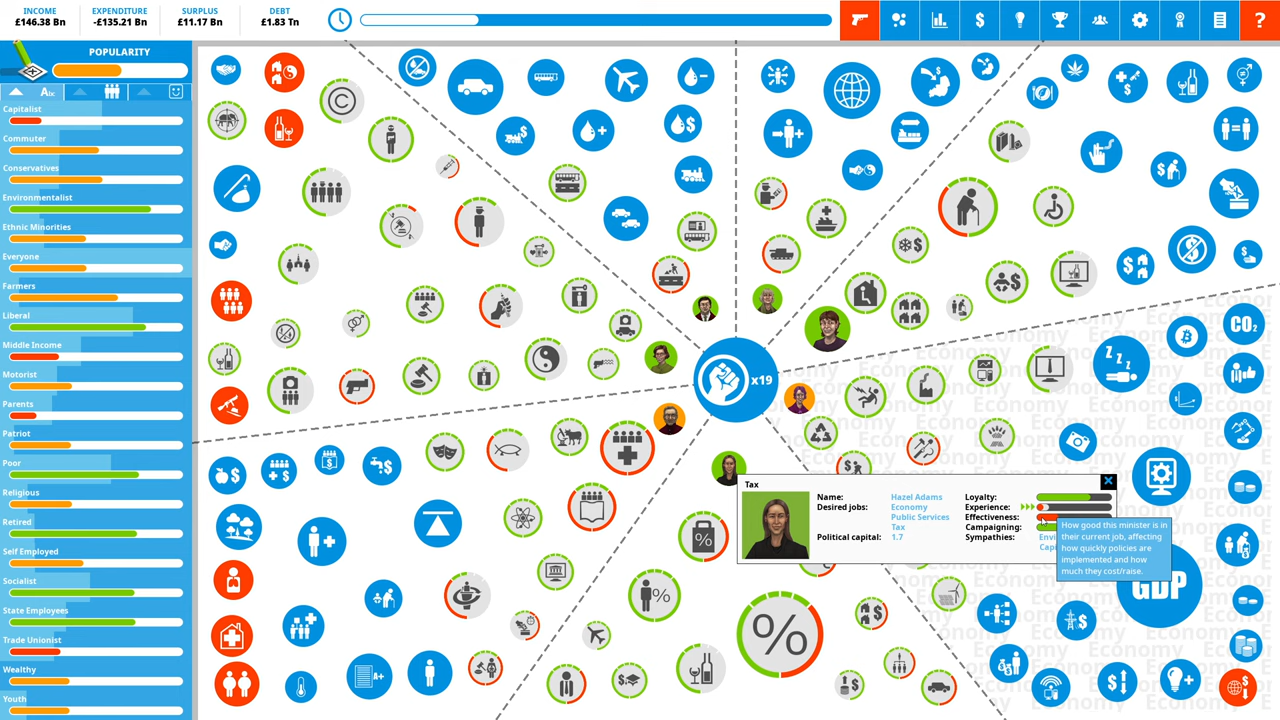 INCOME
£146.38 Bn
EXPENDITURE
-£135.21 Bn
SURPLUS
£11.17 Bn
DEBT
£1.83 Tn
?
POPULARITY
Abc
Capitalist
Commuter
Conservatives
Environmentalist
Ethnic Minorities
Everyone
Farmers
Liberal
Middle Income
Motorist
Parents
Patriot
Poor
Religious
Retired
Self Employed
Socialist
State Employees
Trade Unionist
Wealthy
Youth
x19
CO2
Z Z Z
GDP
A+
%
Economy
Tax
Name:
Hazel Adams
Desired jobs:
Economy
Public Services
Tax
Political capital:
1.7
Loyalty:
Experience:
Effectiveness:
Campaigning:
Sympathies:
How good this minister is in
their current job, affecting
how quickly policies are
implemented and how
much they cost/raise.